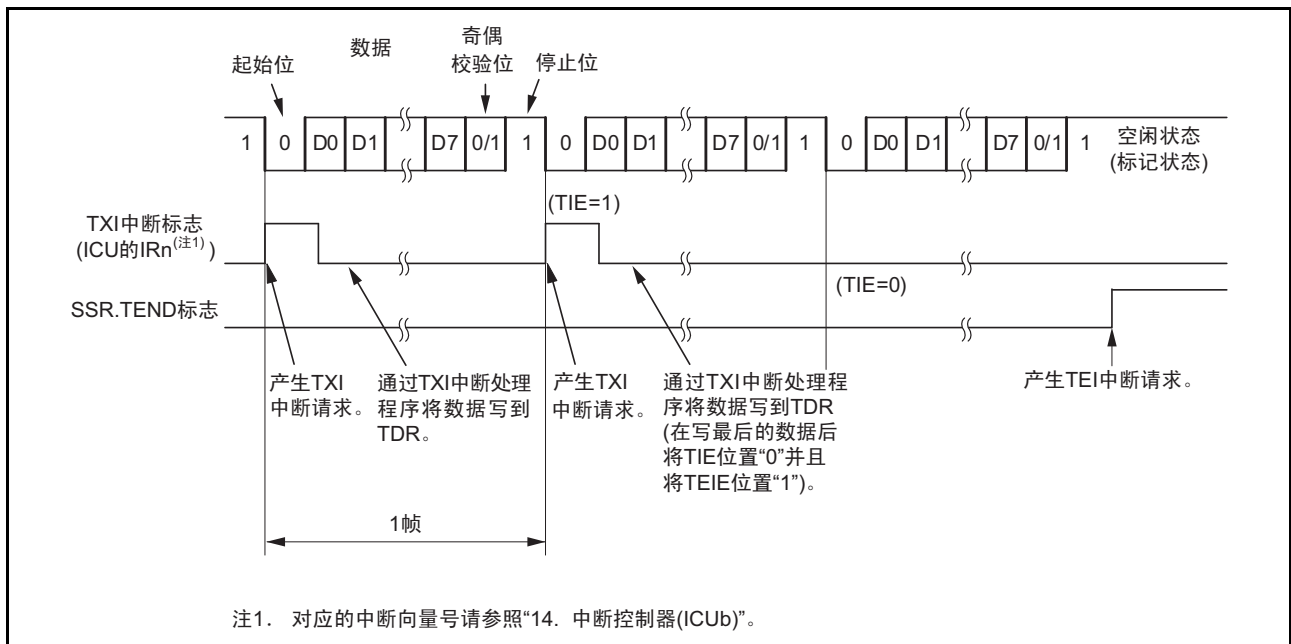 起始位
数据
奇偶
校验位
停止位
1 0 D0 D1 D7 0/1 1 0 D0 D1 D7 0/1 1 0 D0 D1 D7 0/1 1
空闲状态
(标记状态)
(TIE=1)
TXI中断标志
(ICU的IRn(注1))
(TIE=0)
SSR.TEND标志
产生TXI
中断请求。
通过TXI中断处理
程序将数据写到
TDR。
产生TXI
中断请求。
通过TXI中断处理程
序将数据写到TDR
(在写最后的数据后
将TIE位置“0”并且
将TEIE位置“1”)。
产生TEI中断请求。
1帧
注1. 对应的中断向量号请参照“14. 中断控制器(ICUb)”。